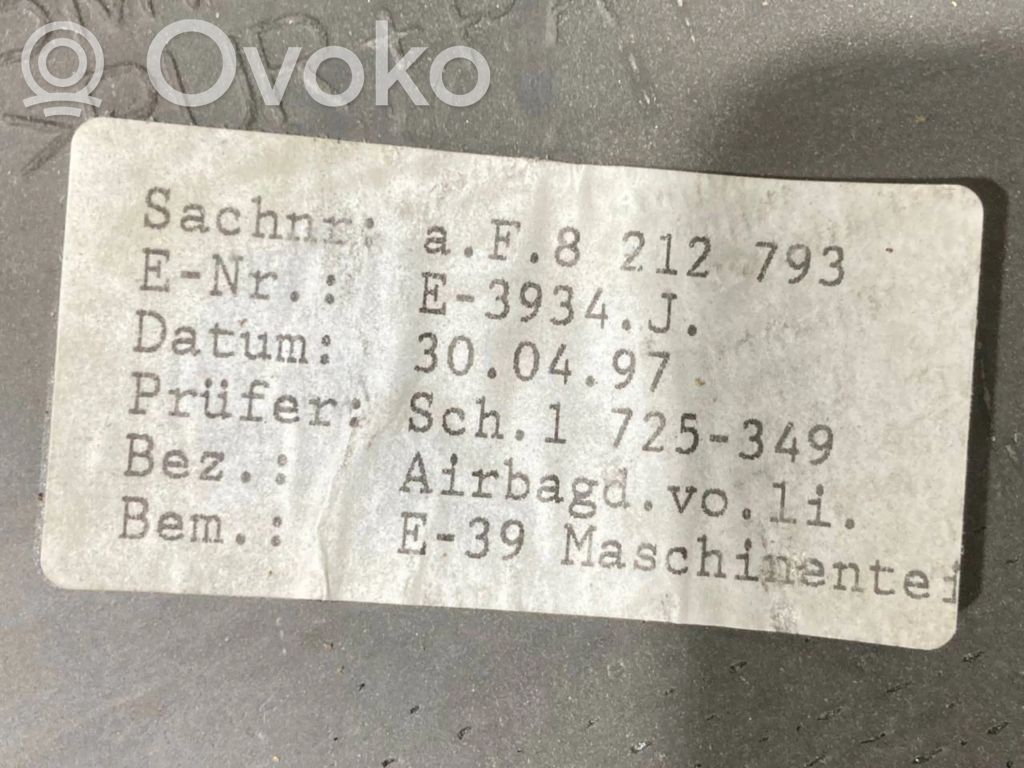 Ovoko
Sachnr: a.F.8 212 793
E-Nr.: E-3934.J.
Datum: 30.04.97
Prüfer: Sch.1 725-349
Bez.: Airbagd.vo.li.
Bem.: E-39 Maschinentei